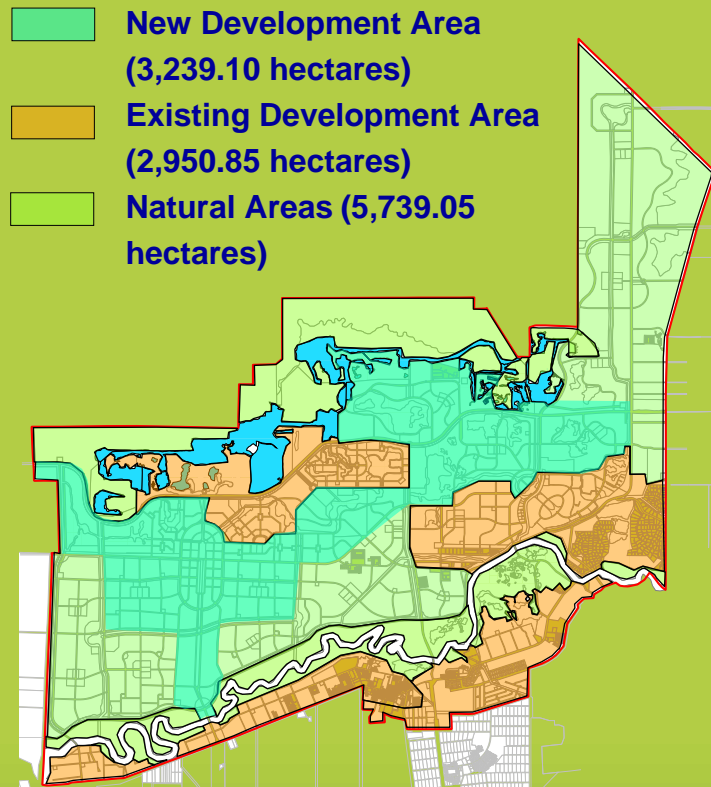 New Development Area
(3,239.10 hectares)
Existing Development Area
(2,950.85 hectares)
Natural Areas (5,739.05
hectares)